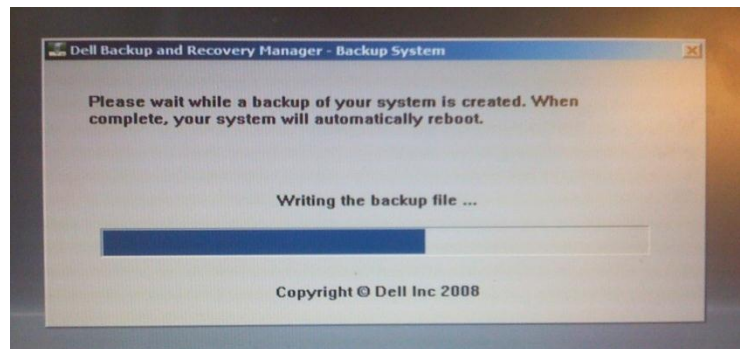 Dell Backup and Recovery Manager - Backup System
Please wait while a backup of your system is created. When
complete, your system will automatically reboot.
Writing the backup file ...
Copyright © Dell Inc 2008